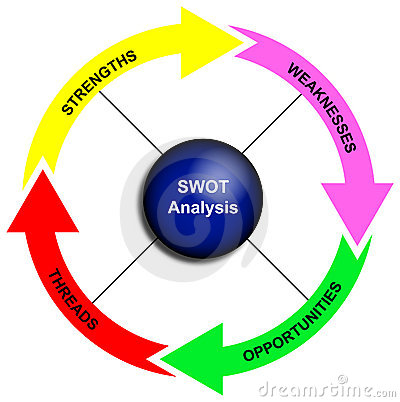 STRENGTHS
WEAKNESSES
SWOT
Analysis
THREADS
OPPORTUNITIES
dreamstime.com